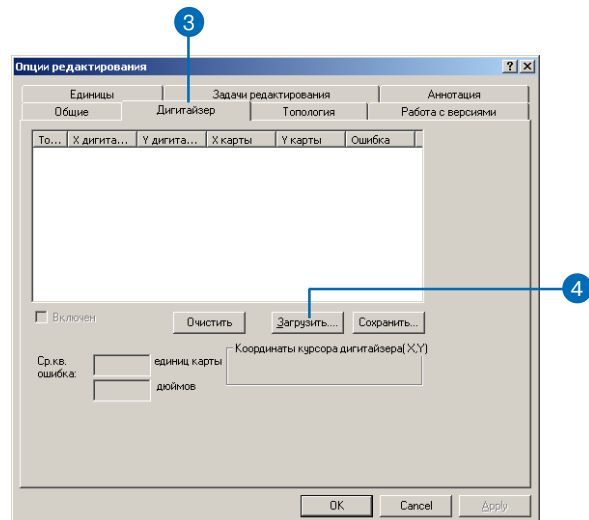 3
Опции редактирования
Единицы Задачи редактирования Аннотация
Общие Дигитайзер Топология Работа с версиями
То... X дигита... Y дигита... X карты Y карты Ошибка
4
Включен Очистить Загрузить.... Сохранить...
Координаты курсора дигитайзера(X,Y)
Ср.кв. ошибка: единиц карты
дюймов
OK Cancel Apply